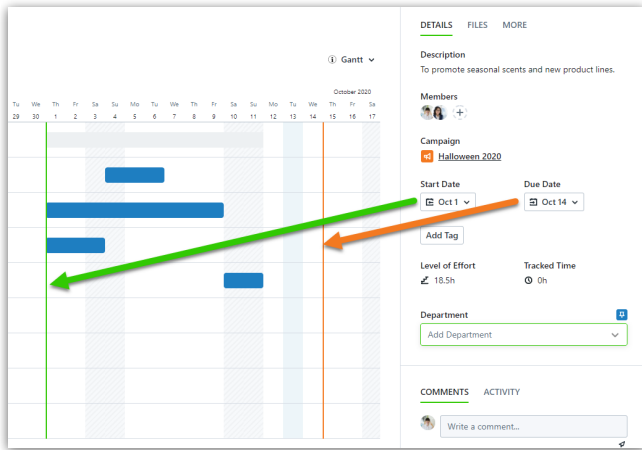 DETAILS FILES MORE
Description
To promote seasonal scents and new product lines.
Members
Campaign
Halloween 2020
Start Date Due Date
Oct 1 Oct 14
Add Tag
Level of Effort Tracked Time
18.5h 0h
Department
Add Department
COMMENTS ACTIVITY
Write a comment...
Gantt
October 2020
Tu We Th Fr Sa Su Mo Tu We Th Fr Sa Su Mo Tu We Th Fr Sa
29 30 1 2 3 4 5 6 7 8 9 10 11 12 13 14 15 16 17